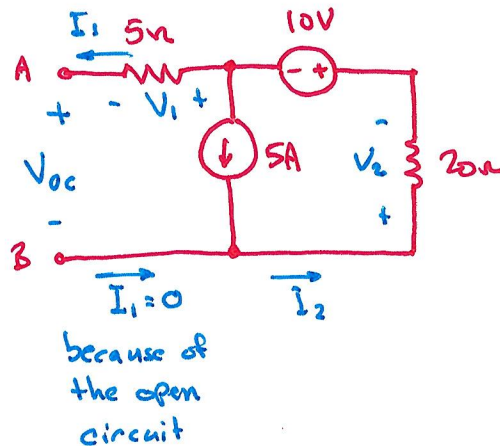 I₁ 5Ω 10V
A
- V₁ +
- +
+
Voc
-
5A
-
V₂
+
20Ω
B
I₁=0
I₂
because of
the open
circuit